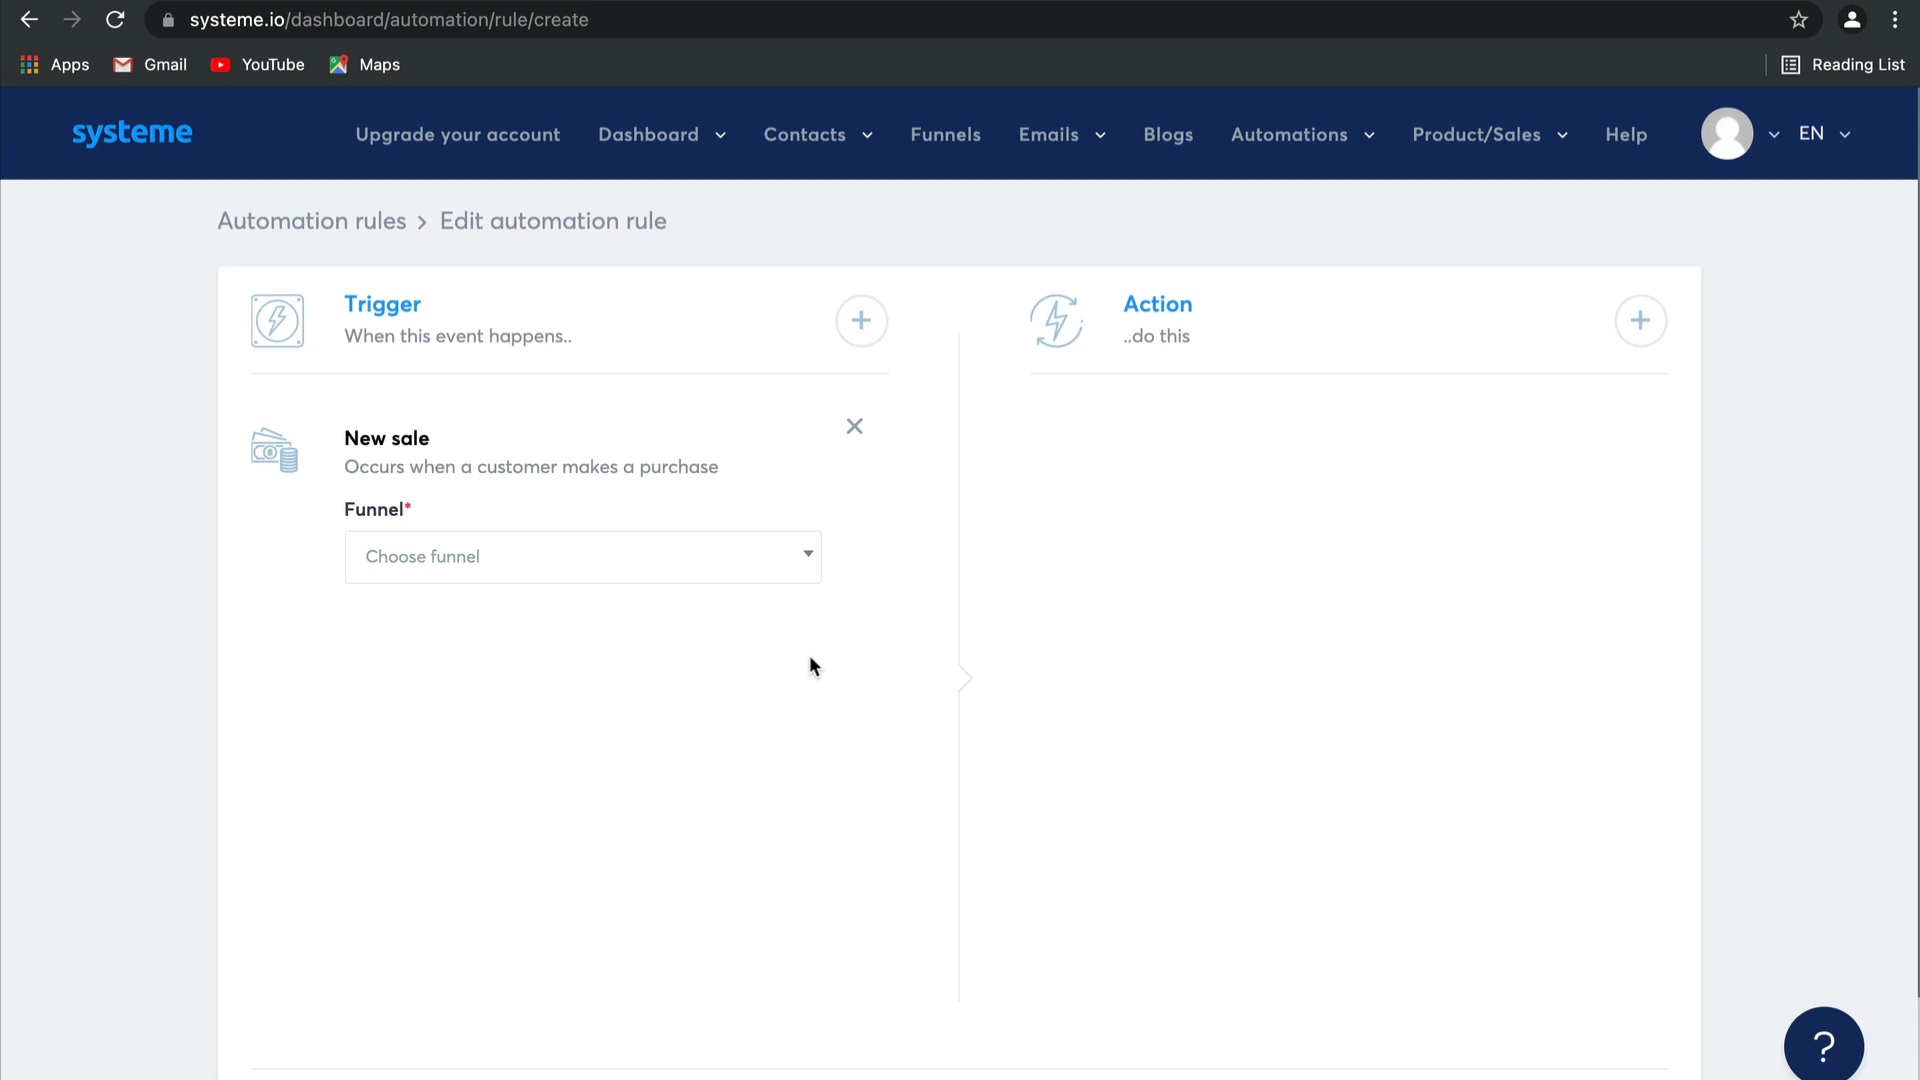 systeme.io/dashboard/automation/rule/create
Apps Gmail YouTube Maps Reading List
systeme Upgrade your account Dashboard Contacts Funnels Emails Blogs Automations Product/Sales Help EN
Automation rules > Edit automation rule
Trigger
When this event happens..
Action
..do this
New sale
Occurs when a customer makes a purchase
Funnel*
Choose funnel
?